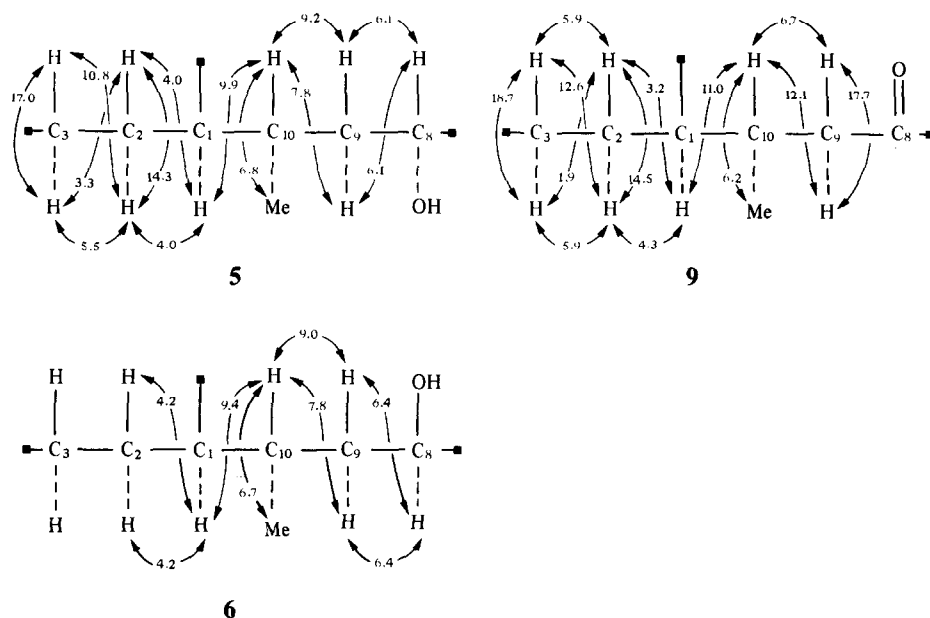 9.2 6.1
H H H H H
17.0 10.8 4.0 9.9 7.8
C3 C2 C1 C10 C9 C8
3.3 14.3 6.8 6.1
H H H Me H OH
5.5 4.0
5
5.9 6.7
H H H H O
18.7 12.6 3.2 11.0 12.1 17.7
C3 C2 C1 C10 C9 C8
1.9 14.5 6.2
H H H Me H
5.9 4.3
9
9.0
H H H H OH
4.2 9.4 7.8 6.4
C3 C2 C1 C10 C9 C8
6.7
H H H Me H H
4.2 6.4
6